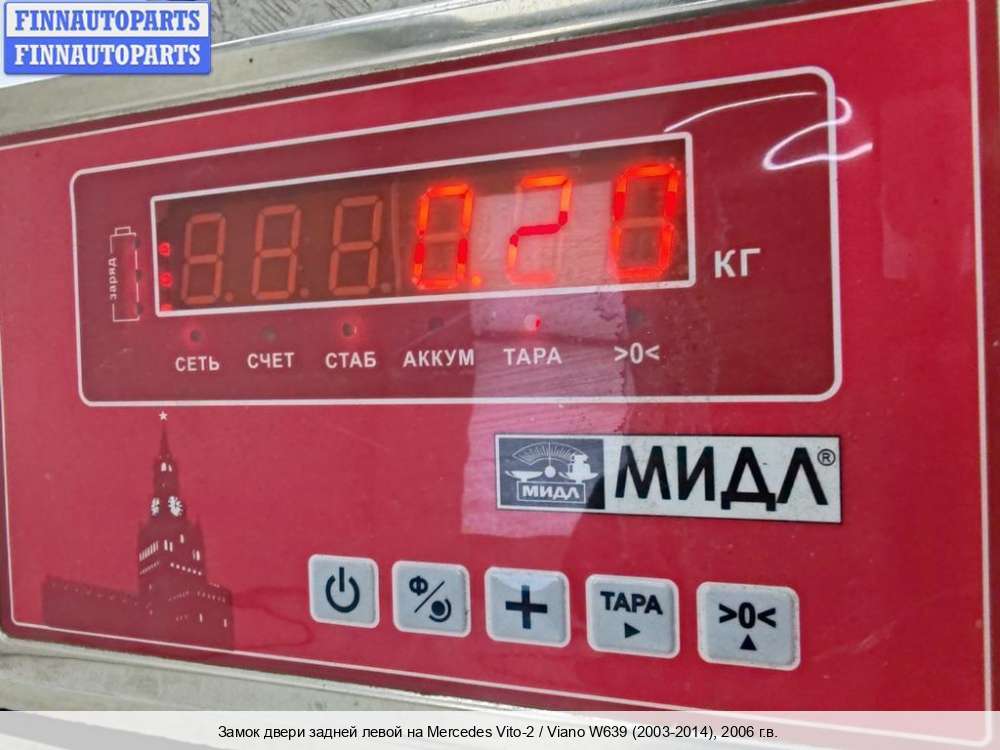 FINNAUTOPARTS
FINNAUTOPARTS
заряд
0.20
КГ
СЕТЬ СЧЕТ СТАБ АККУМ ТАРА >0<
МИДЛ МИДЛ®
Ф ТАРА >0<
Замок двери задней левой на Mercedes Vito-2 / Viano W639 (2003-2014), 2006 г.в.